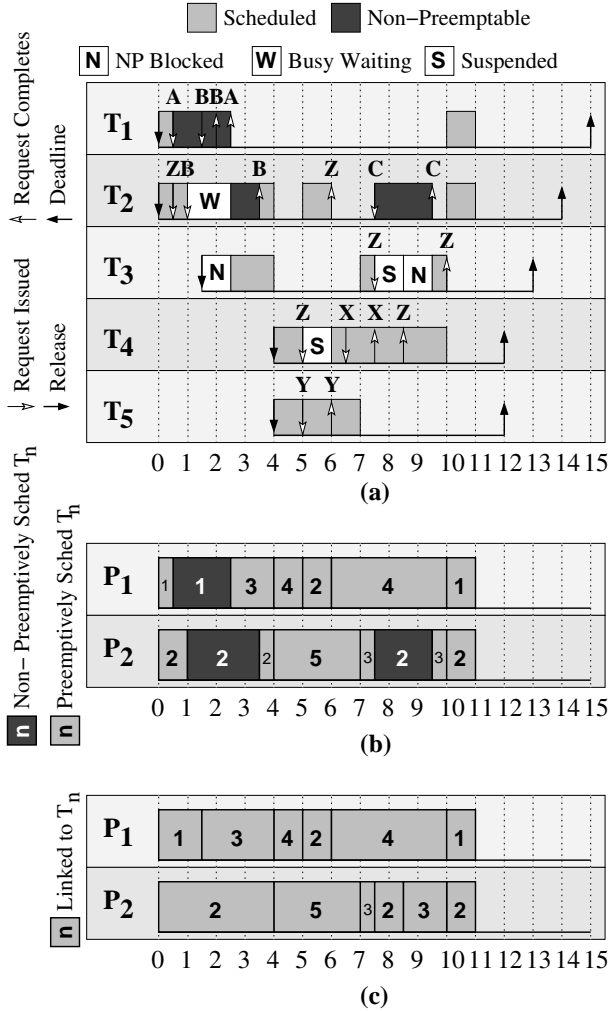 Scheduled Non−Preemptable
N NP Blocked W Busy Waiting S Suspended
Request Completes
Deadline
Request Issued
Release
T1 A B B A
T2 Z B W B Z C C
T3 N Z S N Z
T4 Z S X X Z
T5 Y Y
0 1 2 3 4 5 6 7 8 9 10 11 12 13 14 15
(a)
n Non− Preemptively Sched Tn
n Preemptively Sched Tn
P1 1 1 3 4 2 4 1
P2 2 2 2 5 3 2 3 2
0 1 2 3 4 5 6 7 8 9 10 11 12 13 14 15
(b)
n Linked to Tn
P1 1 3 4 2 4 1
P2 2 5 3 2 3 2
0 1 2 3 4 5 6 7 8 9 10 11 12 13 14 15
(c)